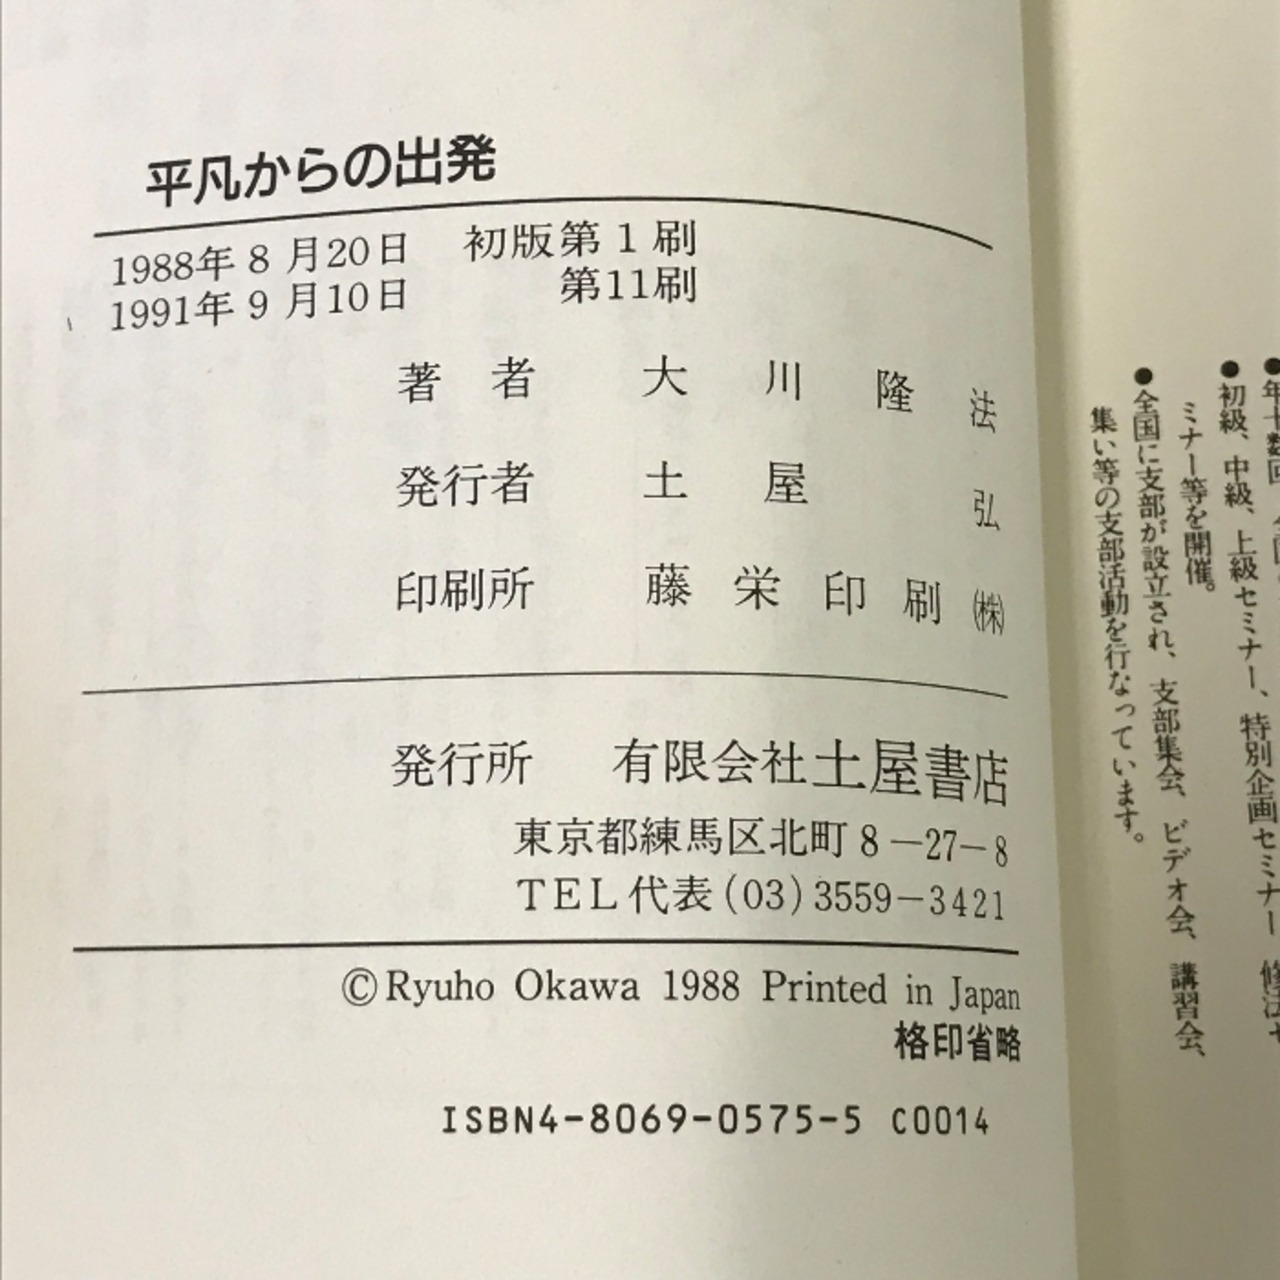 平凡からの出発
1988年8月20日 初版第1刷
1991年9月10日 第11刷
著者 大川隆法
発行者 土屋弘
印刷所 藤栄印刷㈱
発行所 有限会社土屋書店
東京都練馬区北町8-27-8
TEL代表(03)3559-3421
©Ryuho Okawa 1988 Printed in Japan
格印省略
ISBN4-8069-0575-5 C0014
●初級、中級、上級セミナー、特別企画セミナー
ミナー等を開催。
●全国に支部が設立され、支部集会、ビデオ会、講習会、
集い等の支部活動を行なっています。